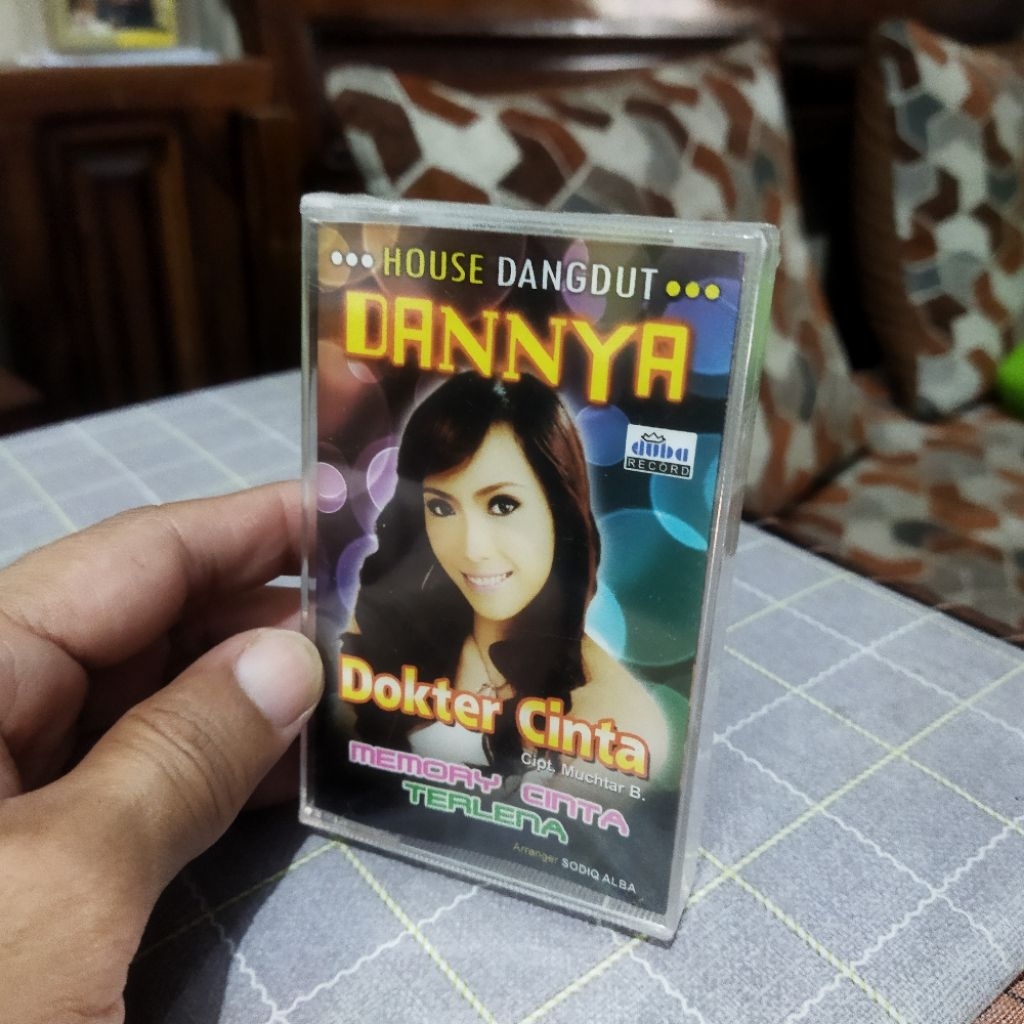 ••• HOUSE DANGDUT •••
DANNYA
duba
RECORD
Dokter Cinta
Cipt. Muchtar B.
MEMORY CINTA
TERLENA
Arranger SODIQ ALBA